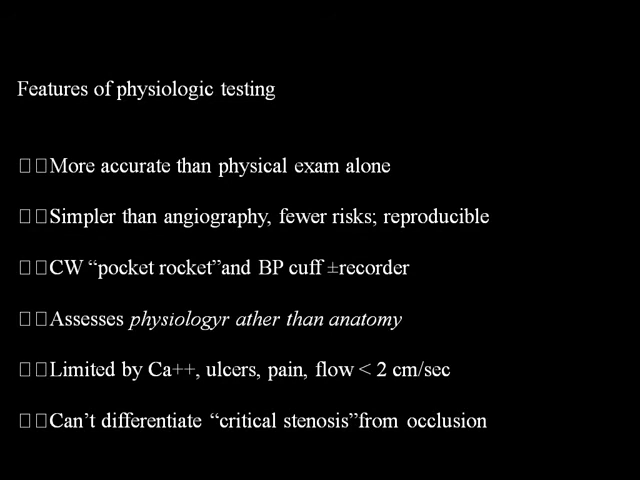 Features of physiologic testing
□□More accurate than physical exam alone
□□Simpler than angiography, fewer risks; reproducible
□□CW “pocket rocket”and BP cuff ±recorder
□□Assesses physiologyr ather than anatomy
□□Limited by Ca++, ulcers, pain, flow < 2 cm/sec
□□Can’t differentiate “critical stenosis”from occlusion